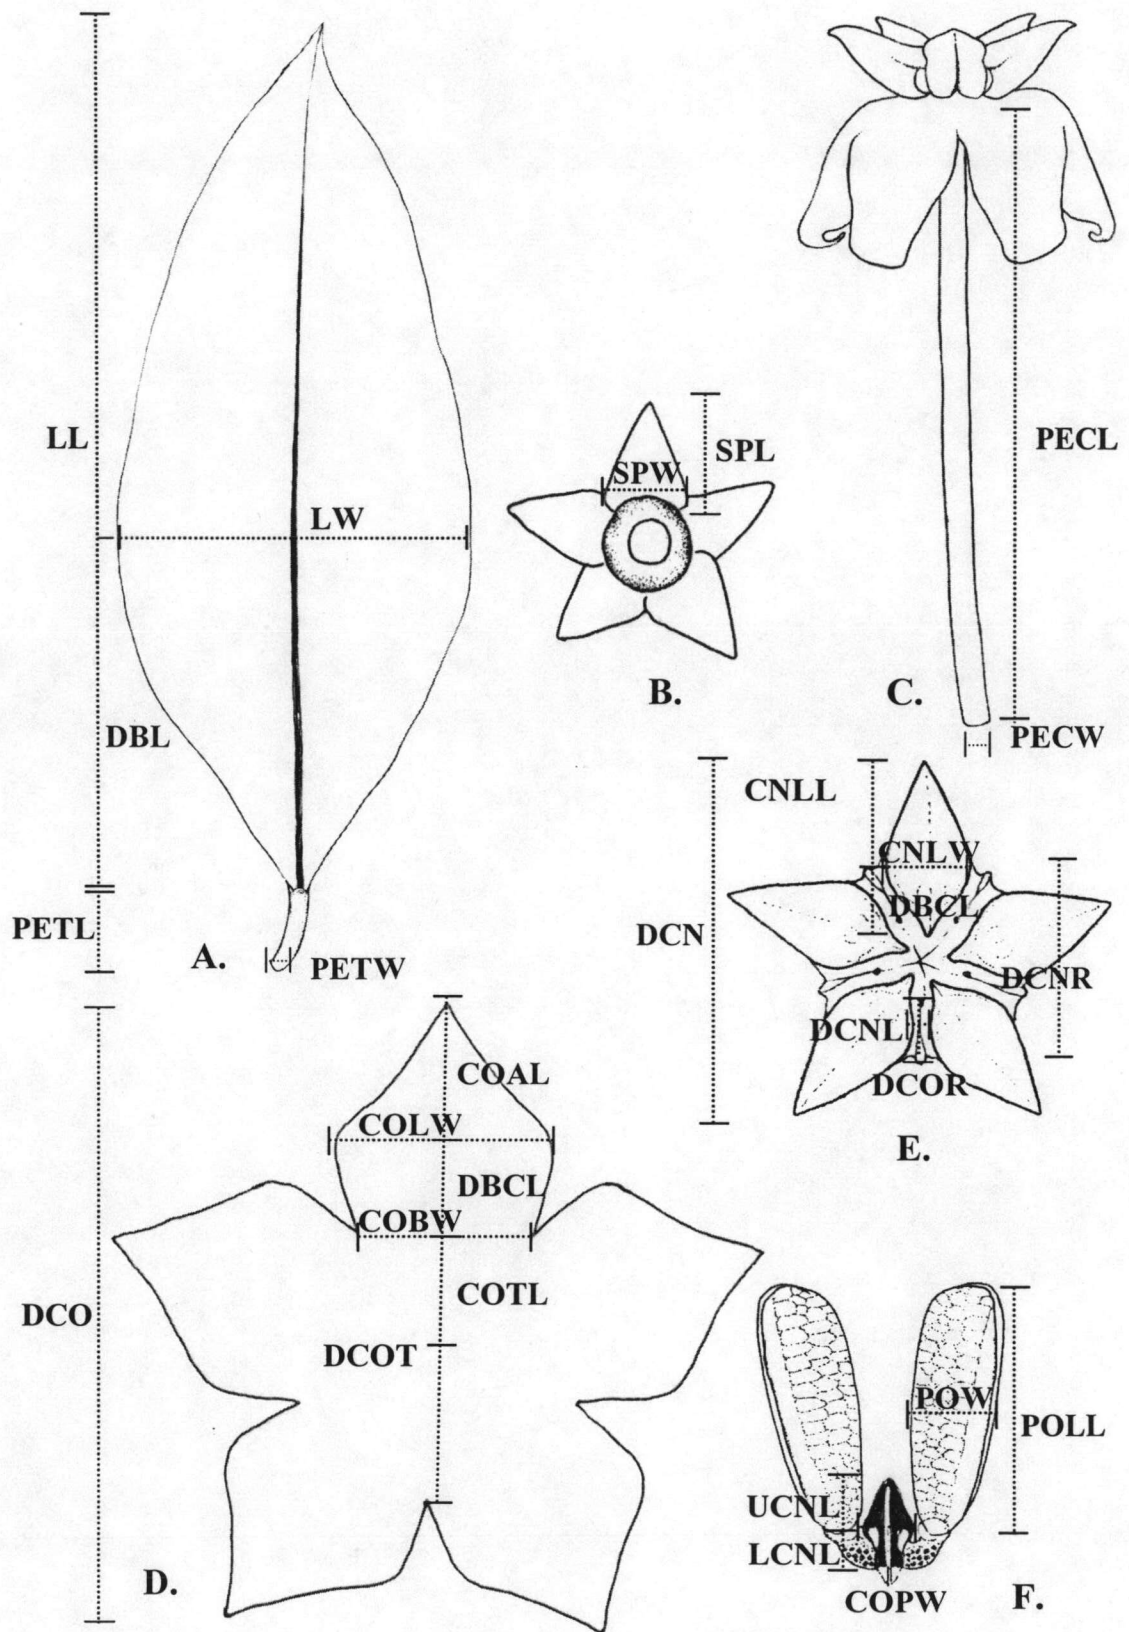 LL
LW
DBL
PETL
A.
PETW
SPW
SPL
B.
PECL
C.
PECW
DCO
COAL
COLW
DBCL
COBW
COTL
DCOT
D.
DCN
CNLL
CNLW
DBCL
DCNR
DCNL
DCOR
E.
POW
POLL
UCNL
LCNL
COPW
F.